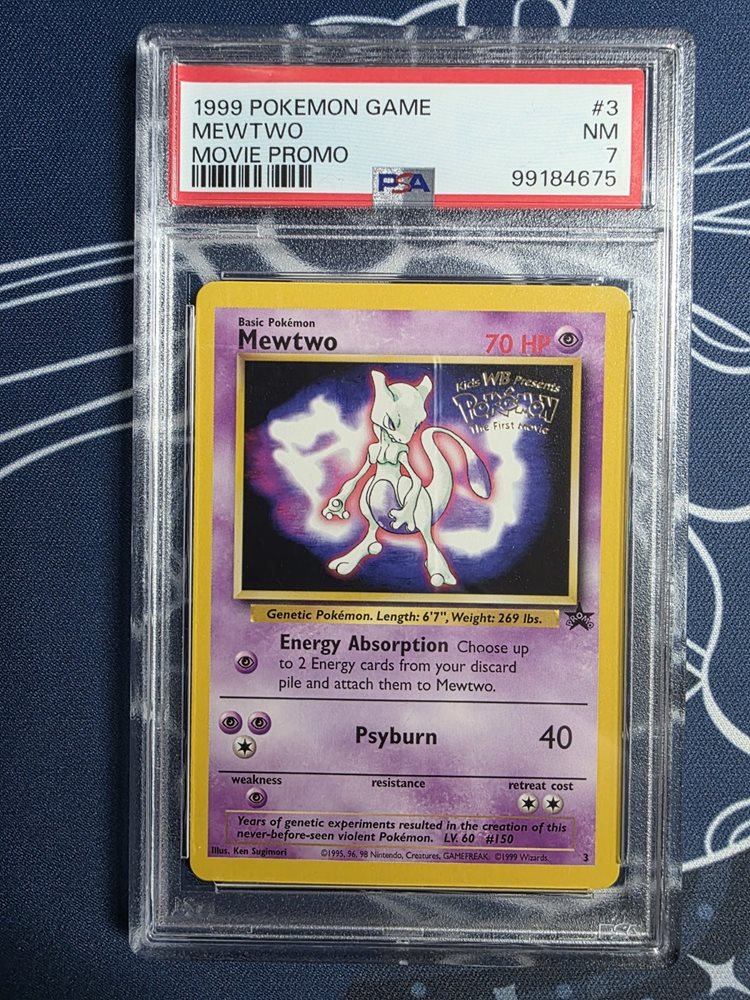 1999 POKEMON GAME #3
MEWTWO NM
MOVIE PROMO 7
PSA 99184675
Basic Pokémon
Mewtwo 70 HP
Kids WB Presents
POKÉMON
The First Movie
Genetic Pokémon. Length: 6'7", Weight: 269 lbs.
PROMO
Energy Absorption Choose up
to 2 Energy cards from your discard
pile and attach them to Mewtwo.
Psyburn 40
weakness resistance retreat cost
Years of genetic experiments resulted in the creation of this
never-before-seen violent Pokémon. LV. 60 #150
Illus. Ken Sugimori ©1995, 96, 98 Nintendo, Creatures, GAMEFREAK. ©1999 Wizards. 3
PSA